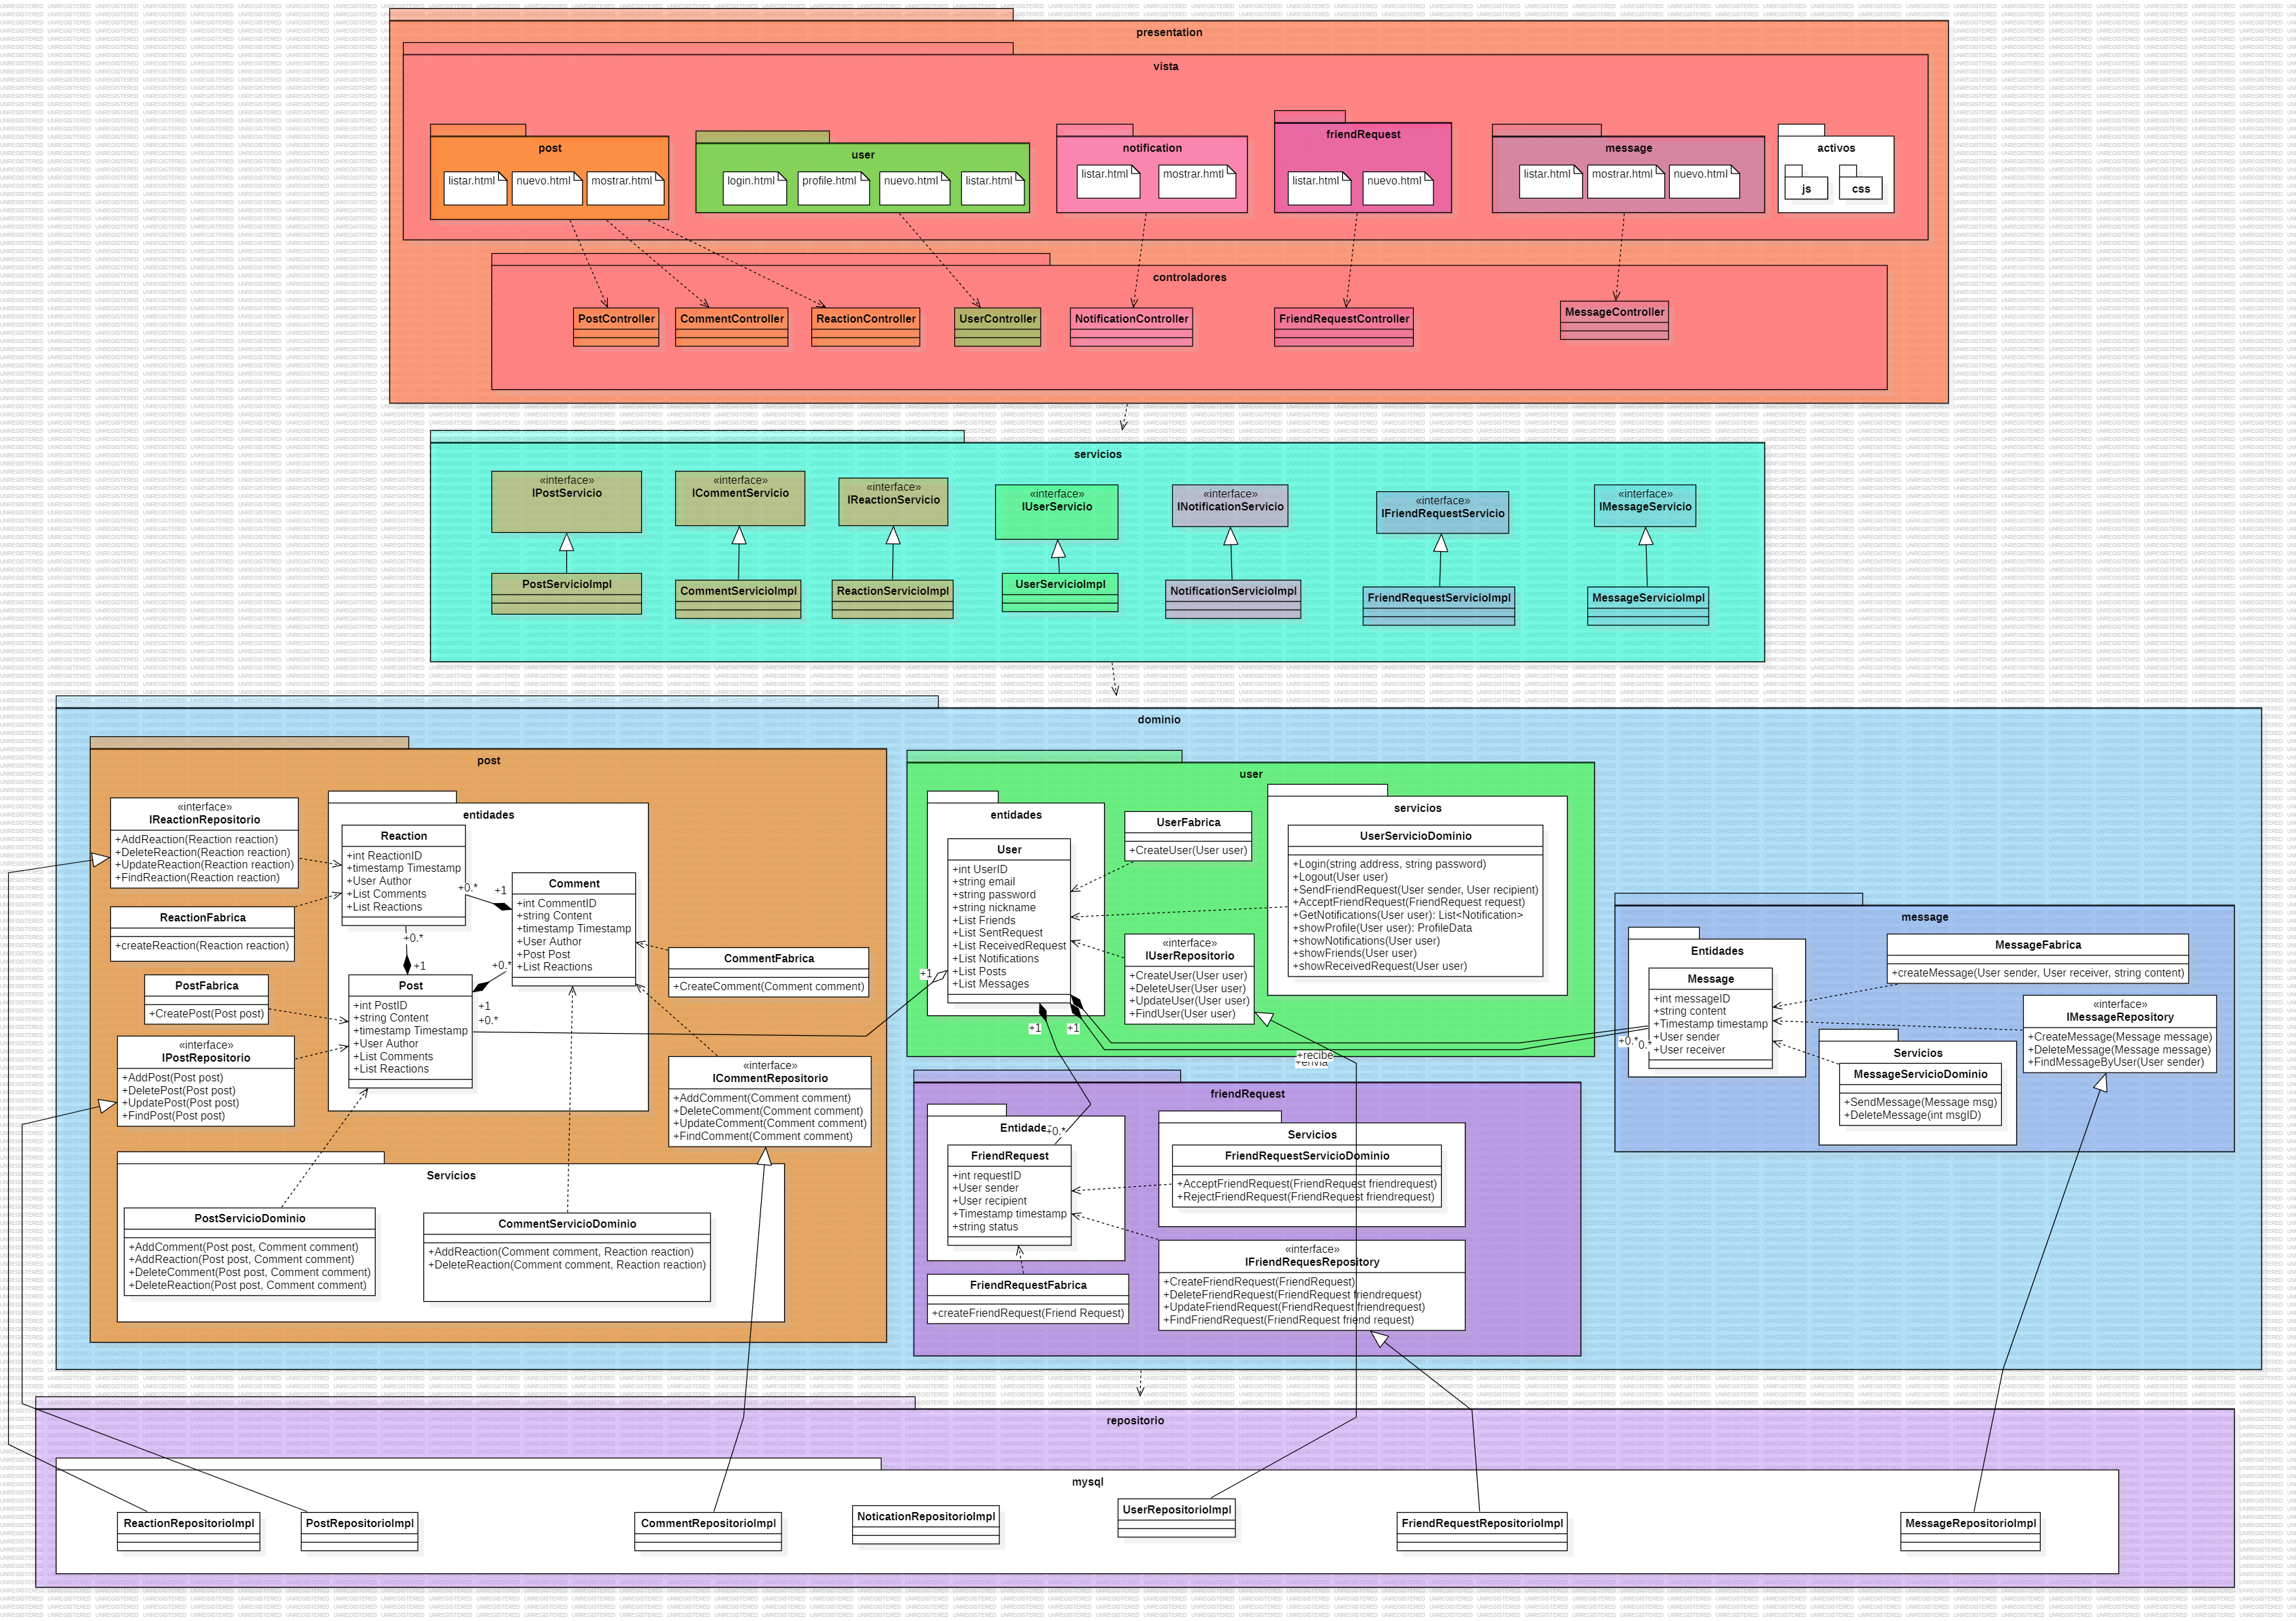 presentation
vista
post
listar.html
nuevo.html
mostrar.html
user
login.html
profile.html
nuevo.html
listar.html
notification
listar.html
mostrar.hmtl
friendRequest
listar.html
nuevo.html
message
listar.html
mostrar.html
nuevo.html
activos
js
css
controladores
PostController
CommentController
ReactionController
UserController
NotificationController
FriendRequestController
MessageController
servicios
«interface»
IPostServicio
«interface»
ICommentServicio
«interface»
IReactionServicio
«interface»
IUserServicio
«interface»
INotificationServicio
«interface»
IFriendRequestServicio
«interface»
IMessageServicio
PostServicioImpl
CommentServicioImpl
ReactionServicioImpl
UserServicioImpl
NotificationServicioImpl
FriendRequestServicioImpl
MessageServicioImpl
dominio
post
«interface»
IReactionRepositorio
+AddReaction(Reaction reaction)
+DeleteReaction(Reaction reaction)
+UpdateReaction(Reaction reaction)
+FindReaction(Reaction reaction)
ReactionFabrica
+createReaction(Reaction reaction)
PostFabrica
+CreatePost(Post post)
«interface»
IPostRepositorio
+AddPost(Post post)
+DeletePost(Post post)
+UpdatePost(Post post)
+FindPost(Post post)
entidades
Reaction
+int ReactionID
+timestamp Timestamp
+User Author
+List Comments
+List Reactions
+0.*
+1
Comment
+int CommentID
+string Content
+timestamp Timestamp
+User Author
+Post Post
+List Reactions
+0.*
+1
+0.*
+1
+0.*
Post
+int PostID
+string Content
+timestamp Timestamp
+User Author
+List Comments
+List Reactions
CommentFabrica
+CreateComment(Comment comment)
«interface»
ICommentRepositorio
+AddComment(Comment comment)
+DeleteComment(Comment comment)
+UpdateComment(Comment comment)
+FindComment(Comment comment)
Servicios
PostServicioDominio
+AddComment(Post post, Comment comment)
+AddReaction(Post post, Comment comment)
+DeleteComment(Post post, Comment comment)
+DeleteReaction(Post post, Comment comment)
CommentServicioDominio
+AddReaction(Comment comment, Reaction reaction)
+DeleteReaction(Comment comment, Reaction reaction)
user
entidades
User
+int UserID
+string email
+string password
+string nickname
+List Friends
+List SentRequest
+List ReceivedRequest
+List Notifications
+List Posts
+List Messages
+1
+1
+1
UserFabrica
+CreateUser(User user)
«interface»
IUserRepositorio
+CreateUser(User user)
+DeleteUser(User user)
+UpdateUser(User user)
+FindUser(User user)
servicios
UserServicioDominio
+Login(string address, string password)
+Logout(User user)
+SendFriendRequest(User sender, User recipient)
+AcceptFriendRequest(FriendRequest request)
+GetNotifications(User user): List<Notification>
+showProfile(User user): ProfileData
+showNotifications(User user)
+showFriends(User user)
+showReceivedRequest(User user)
+recibe
+envia
message
Entidades
Message
+int messageID
+string content
+Timestamp timestamp
+User sender
+User receiver
+0.*
0.*
MessageFabrica
+createMessage(User sender, User receiver, string content)
«interface»
IMessageRepository
+CreateMessage(Message message)
+DeleteMessage(Message message)
+FindMessageByUser(User sender)
Servicios
MessageServicioDominio
+SendMessage(Message msg)
+DeleteMessage(int msgID)
friendRequest
Entidades
+0.*
FriendRequest
+int requestID
+User sender
+User recipient
+Timestamp timestamp
+string status
FriendRequestFabrica
+createFriendRequest(Friend Request)
Servicios
FriendRequestServicioDominio
+AcceptFriendRequest(FriendRequest friendrequest)
+RejectFriendRequest(FriendRequest friendrequest)
«interface»
IFriendRequesRepository
+CreateFriendRequest(FriendRequest)
+DeleteFriendRequest(FriendRequest friendrequest)
+UpdateFriendRequest(FriendRequest friendrequest)
+FindFriendRequest(FriendRequest friend request)
repositorio
mysql
ReactionRepositorioImpl
PostRepositorioImpl
CommentRepositorioImpl
NoticationRepositorioImpl
UserRepositorioImpl
FriendRequestRepositorioImpl
MessageRepositorioImpl
UNREGISTERED